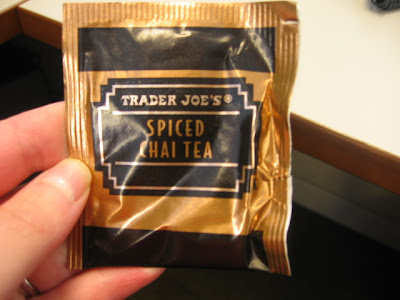 TRADER JOE'S®
SPICED
CHAI TEA